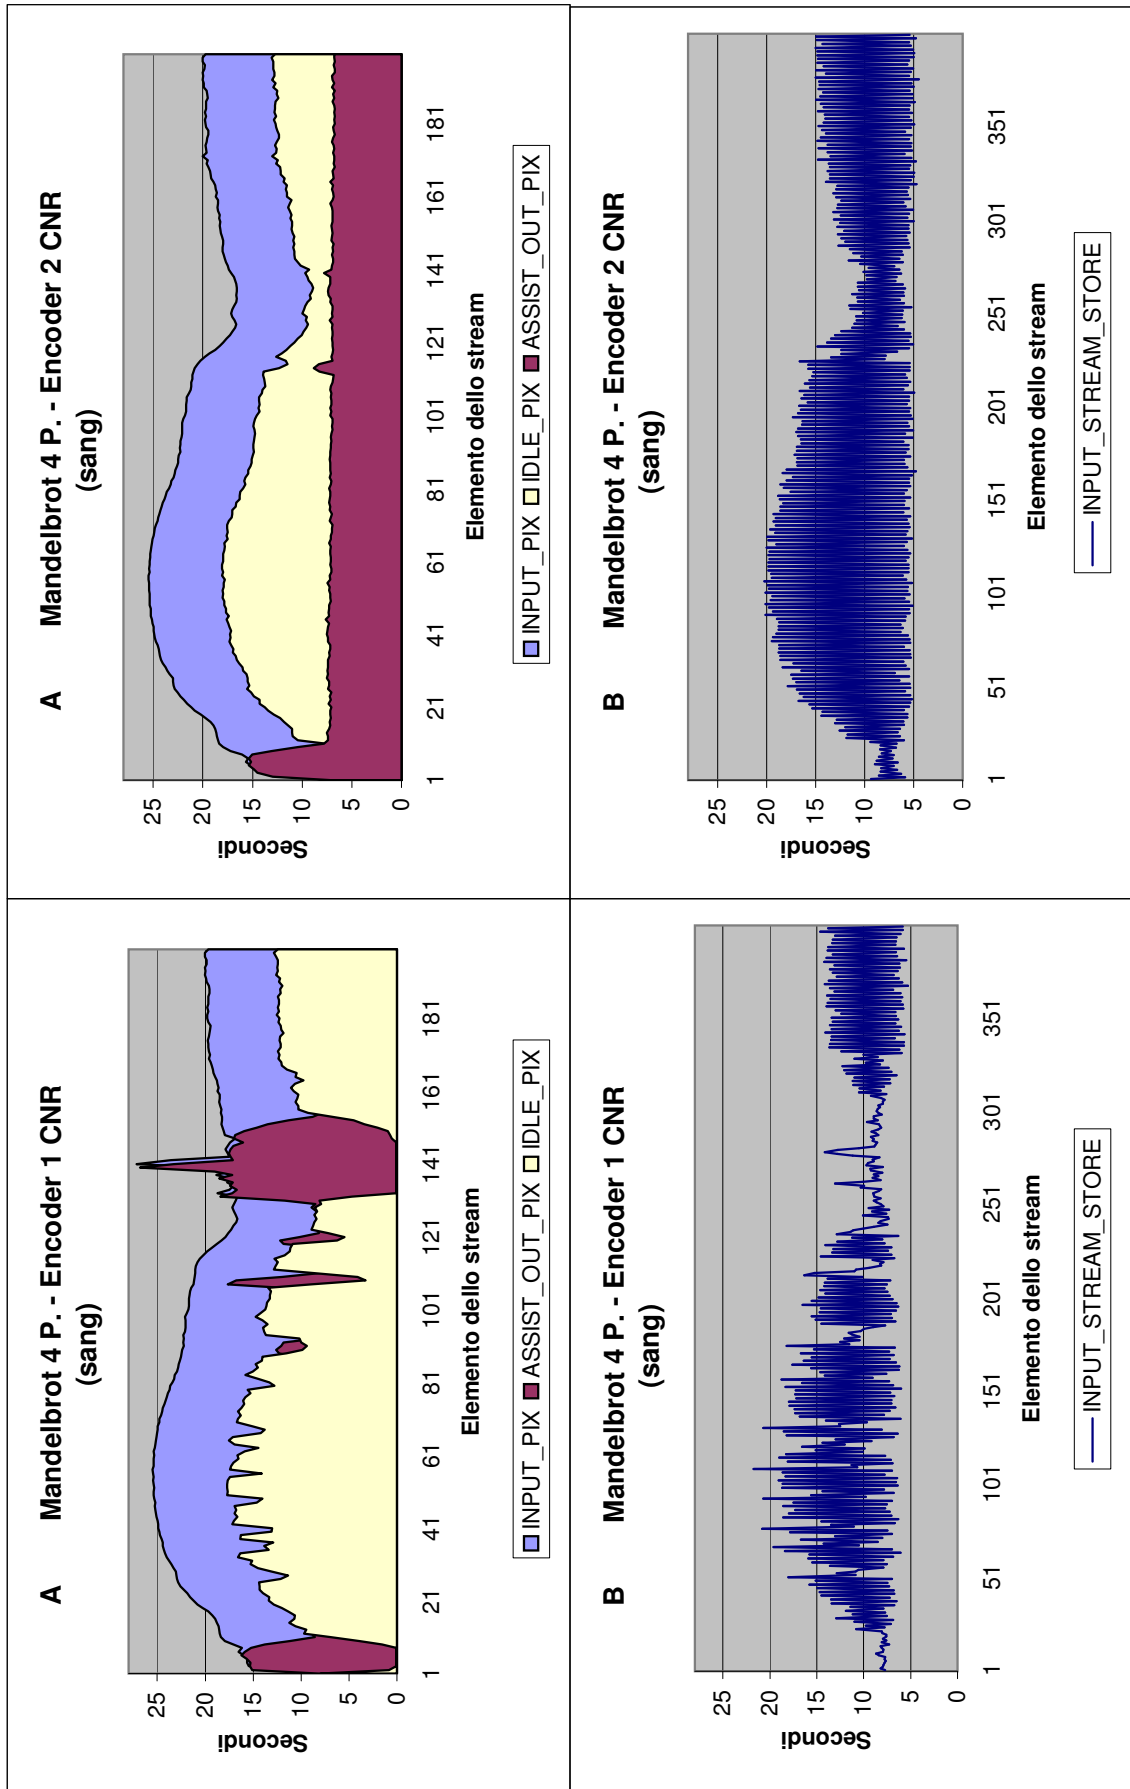 A Mandelbrot 4 P. - Encoder 1 CNR
(sang)
25
20
15
10
5
0
Secondi
1 21 41 61 81 101 121 141 161 181
Elemento dello stream
INPUT_PIX ASSIST_OUT_PIX IDLE_PIX
A Mandelbrot 4 P. - Encoder 2 CNR
(sang)
25
20
15
10
5
0
Secondi
1 21 41 61 81 101 121 141 161 181
Elemento dello stream
INPUT_PIX IDLE_PIX ASSIST_OUT_PIX
B Mandelbrot 4 P. - Encoder 1 CNR
(sang)
25
20
15
10
5
0
Secondi
1 51 101 151 201 251 301 351
Elemento dello stream
INPUT_STREAM_STORE
B Mandelbrot 4 P. - Encoder 2 CNR
(sang)
25
20
15
10
5
0
Secondi
1 51 101 151 201 251 301 351
Elemento dello stream
INPUT_STREAM_STORE